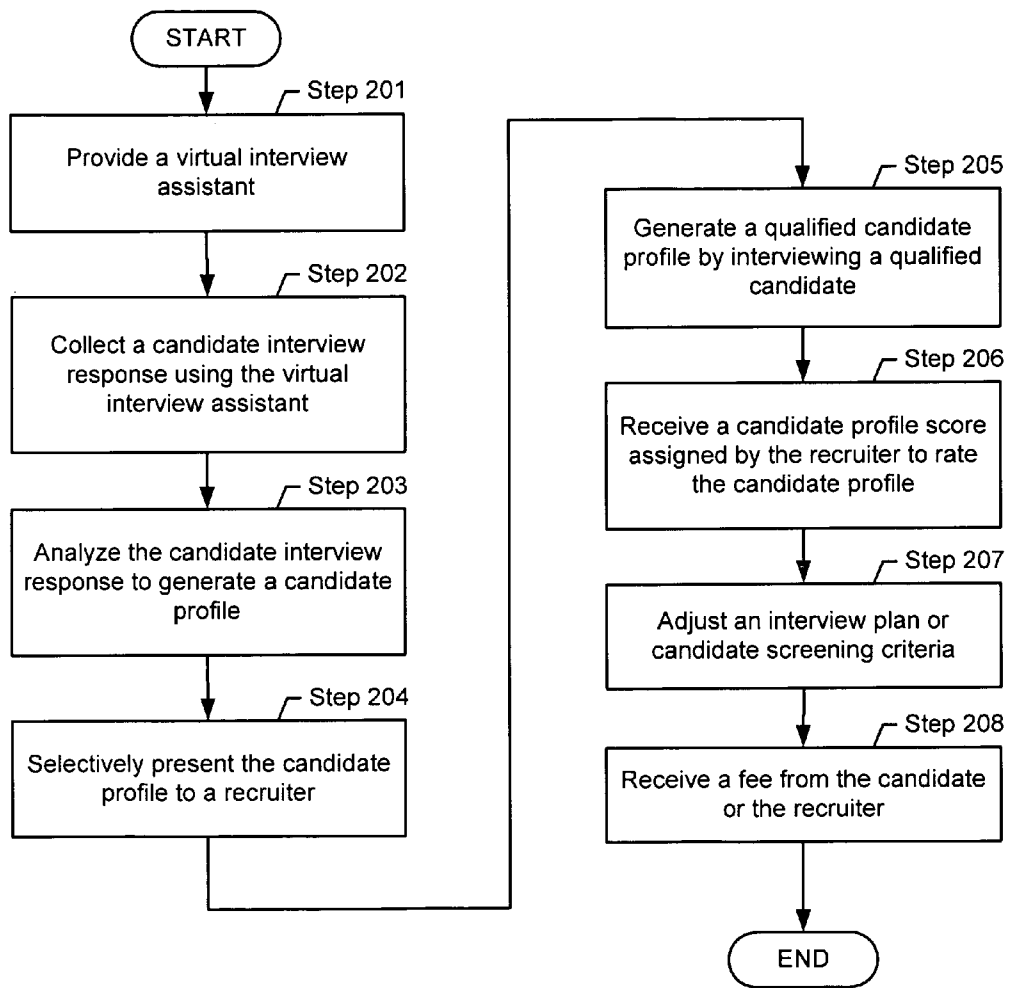 START
Step 201
Provide a virtual interview
assistant
Step 202
Collect a candidate interview
response using the virtual
interview assistant
Step 203
Analyze the candidate interview
response to generate a candidate
profile
Step 204
Selectively present the candidate
profile to a recruiter
Step 205
Generate a qualified candidate
profile by interviewing a qualified
candidate
Step 206
Receive a candidate profile score
assigned by the recruiter to rate
the candidate profile
Step 207
Adjust an interview plan or
candidate screening criteria
Step 208
Receive a fee from the candidate
or the recruiter
END